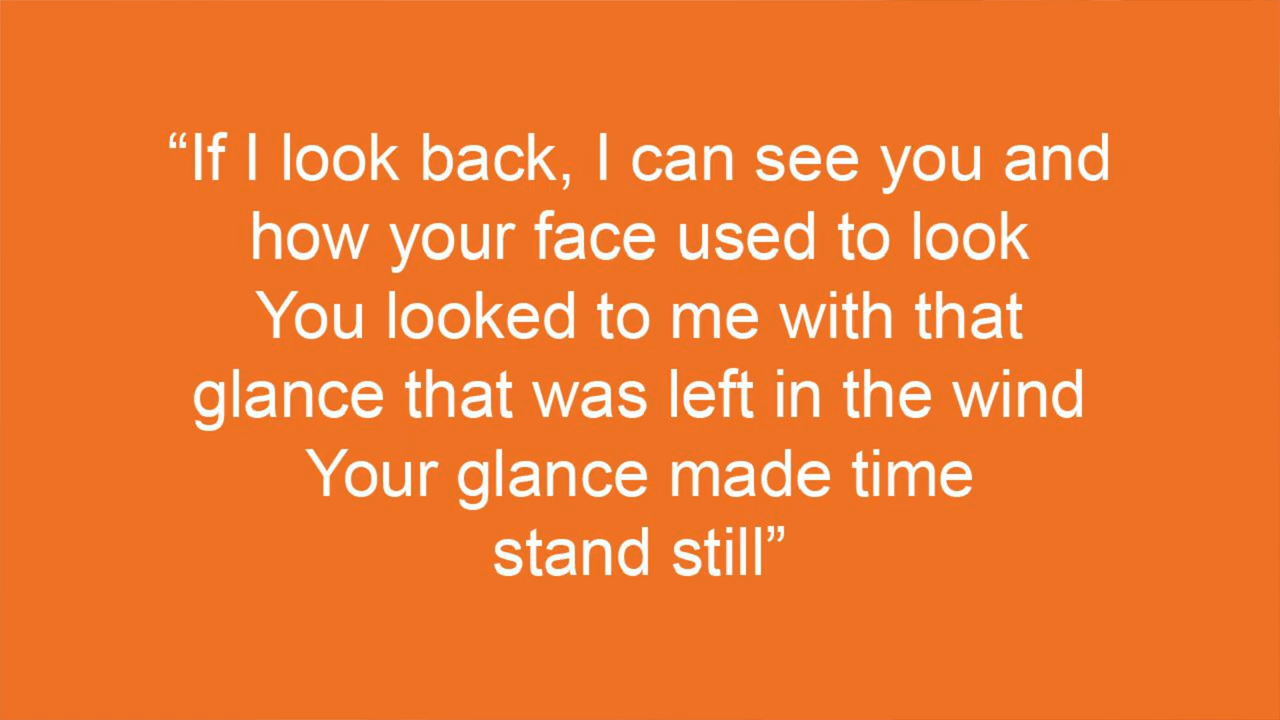 “If I look back, I can see you and
how your face used to look
You looked to me with that
glance that was left in the wind
Your glance made time
stand still”